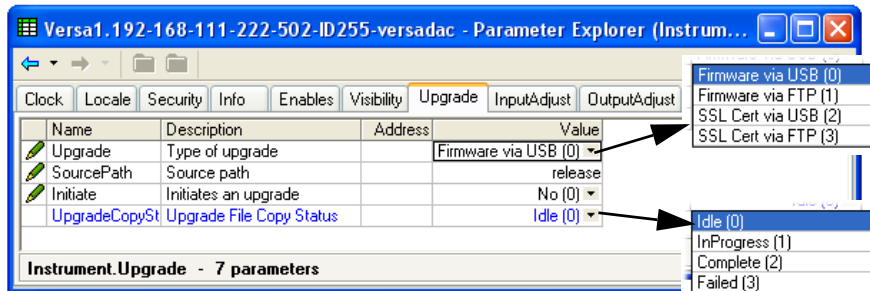 Versa1.192-168-111-222-502-ID255-versadac - Parameter Explorer (Instrum...
Clock Locale Security Info Enables Visibility Upgrade InputAdjust OutputAdjust
Name Description Address Value
Upgrade Type of upgrade Firmware via USB (0)
SourcePath Source path release
Initiate Initiates an upgrade No (0)
UpgradeCopySt Upgrade File Copy Status Idle (0)
Instrument.Upgrade - 7 parameters
Firmware via USB (0)
Firmware via FTP (1)
SSL Cert via USB (2)
SSL Cert via FTP (3)
Idle (0)
InProgress (1)
Complete (2)
Failed (3)